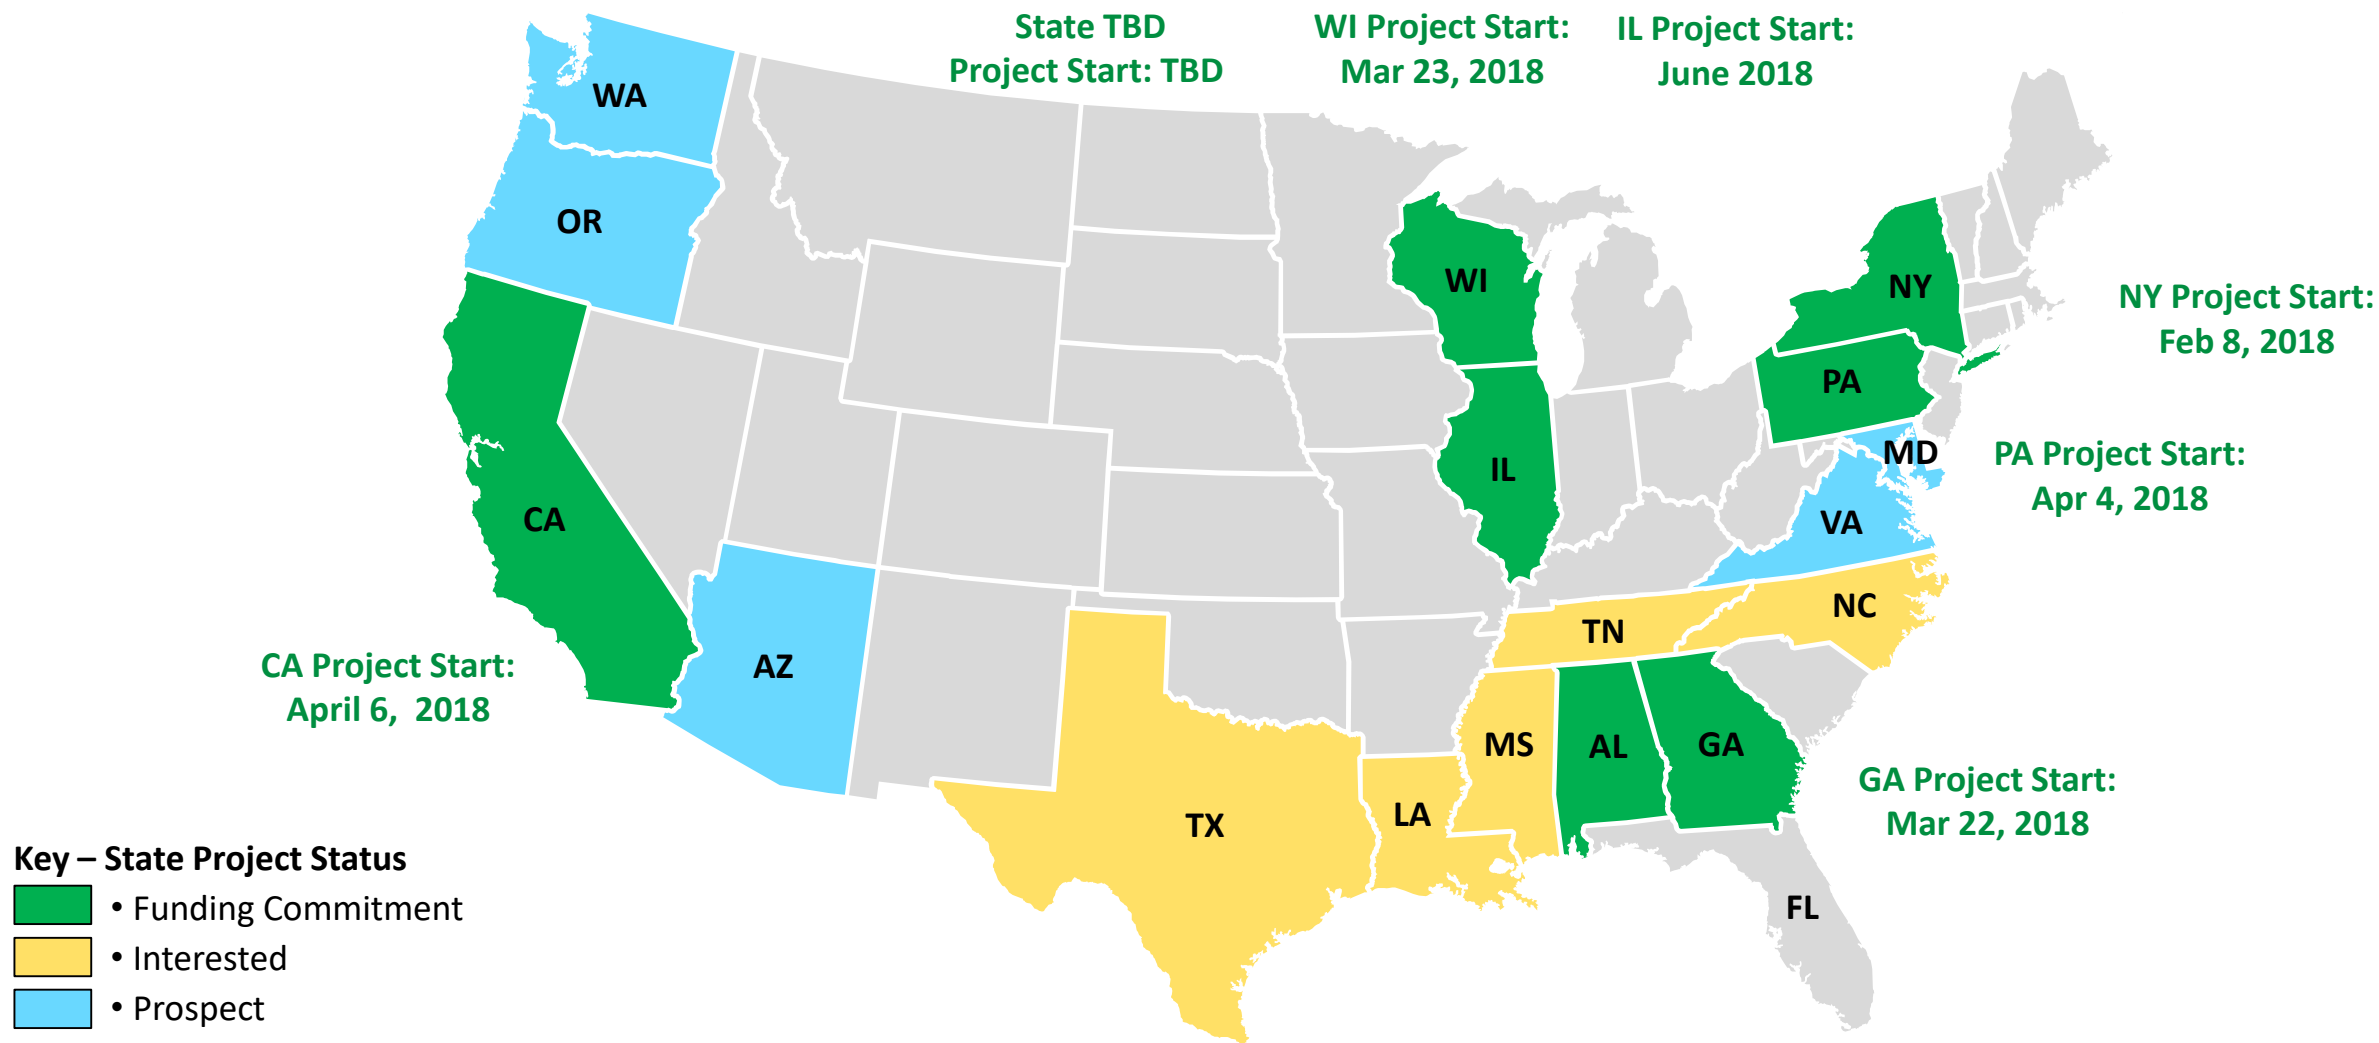 State TBD
Project Start: TBD
WI Project Start:
Mar 23, 2018
IL Project Start:
June 2018
WA
OR
WI
NY
NY Project Start:
Feb 8, 2018
PA
MD
PA Project Start:
Apr 4, 2018
IL
CA
VA
NC
TN
CA Project Start:
April 6,  2018
AZ
MS
AL
GA
GA Project Start:
Mar 22, 2018
TX
LA
FL
Key – State Project Status
• Funding Commitment
• Interested
• Prospect